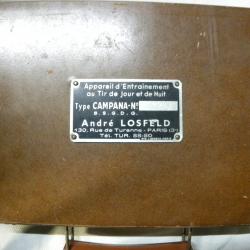 Appareil d'Entrainement
au Tir de jour et de Nuit
Type CAMPANA-N°
B.S.G.D.G.
André LOSFELD
130, Rue de Turenne - PARIS (3e)
Tél. TUR. 85-50